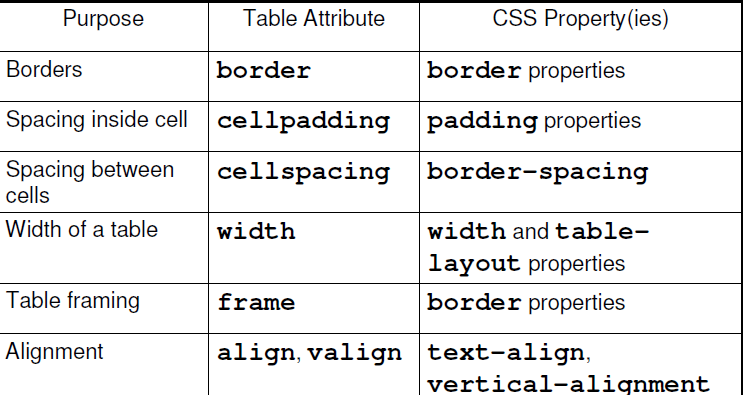 Purpose Table Attribute CSS Property(ies)
Borders border border properties
Spacing inside cell cellpadding padding properties
Spacing between cellspacing border-spacing
cells
Width of a table width width and table-
layout properties
Table framing frame border properties
Alignment align, valign text-align,
vertical-alignment